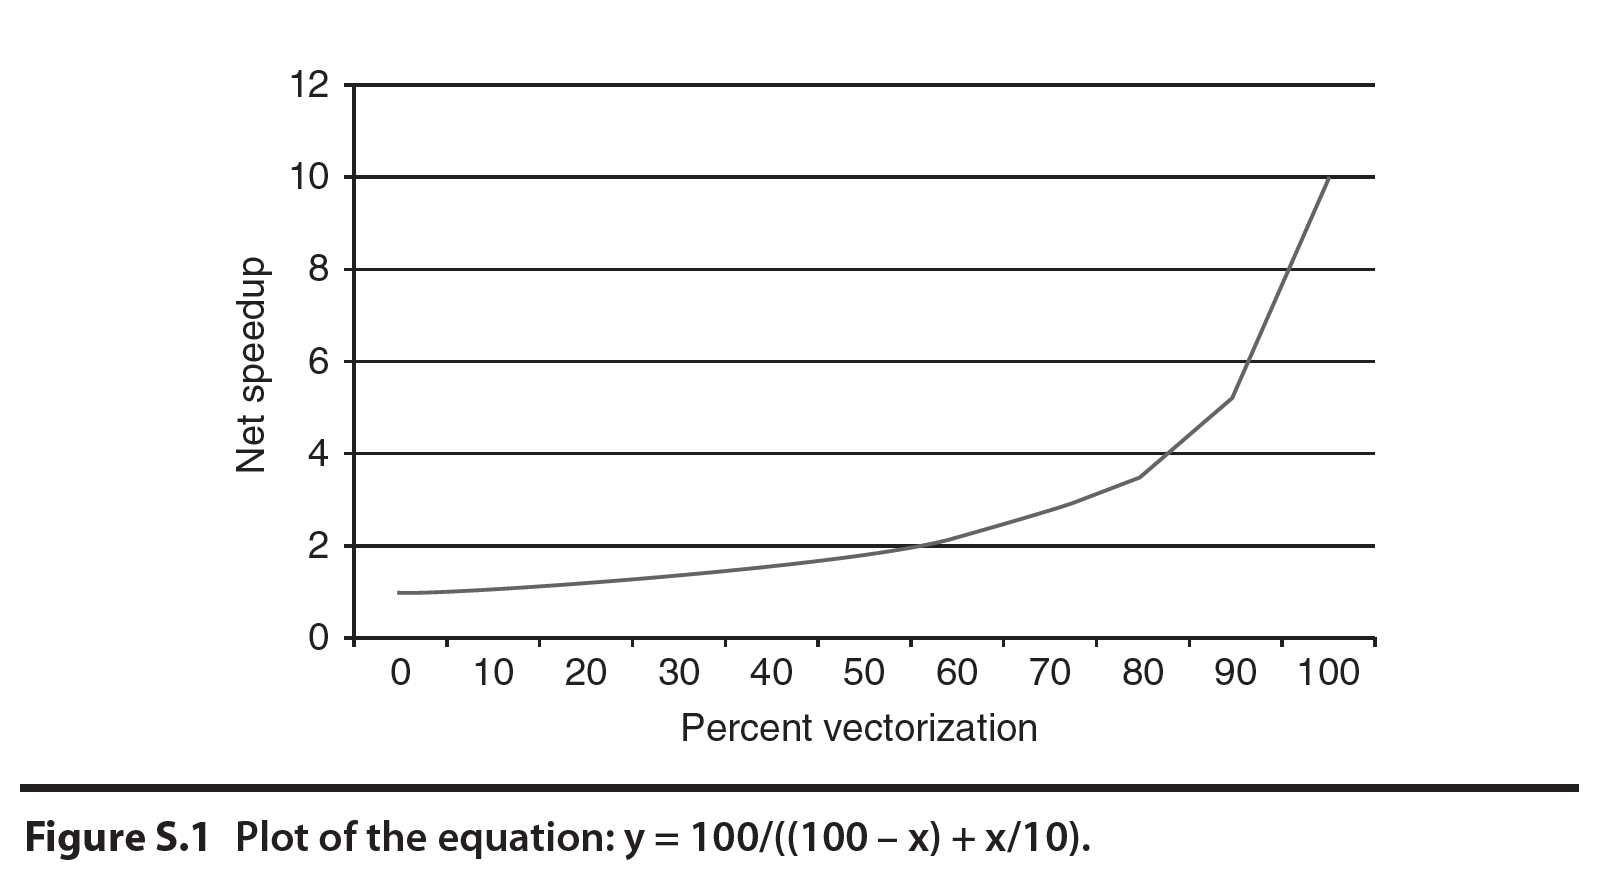 12
10
8
6
4
2
0
Net speedup
0 10 20 30 40 50 60 70 80 90 100
Percent vectorization
Figure S.1 Plot of the equation: y = 100/((100 – x) + x/10).